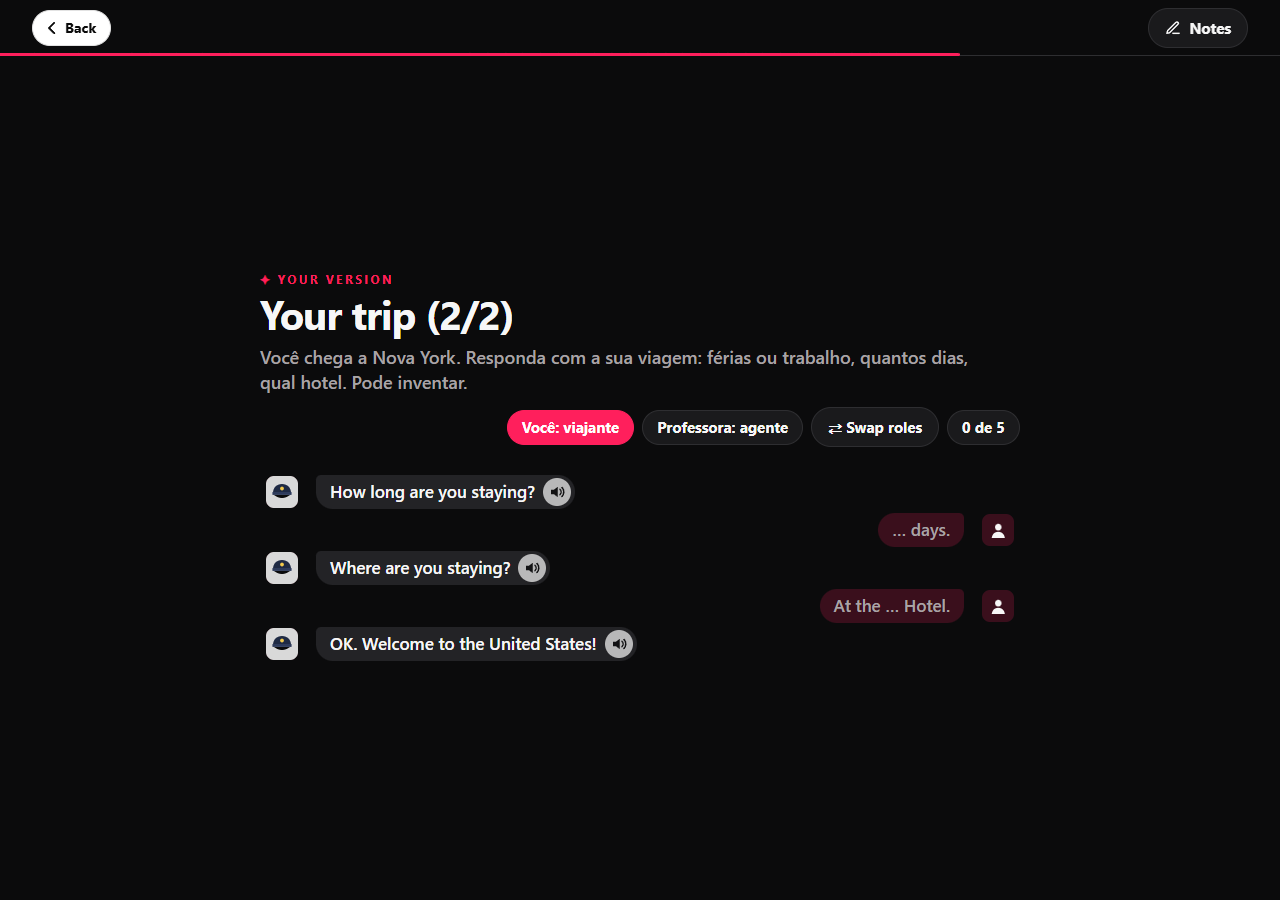 Back
Notes
YOUR VERSION
Your trip (2/2)
Você chega a Nova York. Responda com a sua viagem: férias ou trabalho, quantos dias,
qual hotel. Pode inventar.
Você: viajante
Professora: agente
Swap roles
0 de 5
How long are you staying?
... days.
Where are you staying?
At the ... Hotel.
OK. Welcome to the United States!